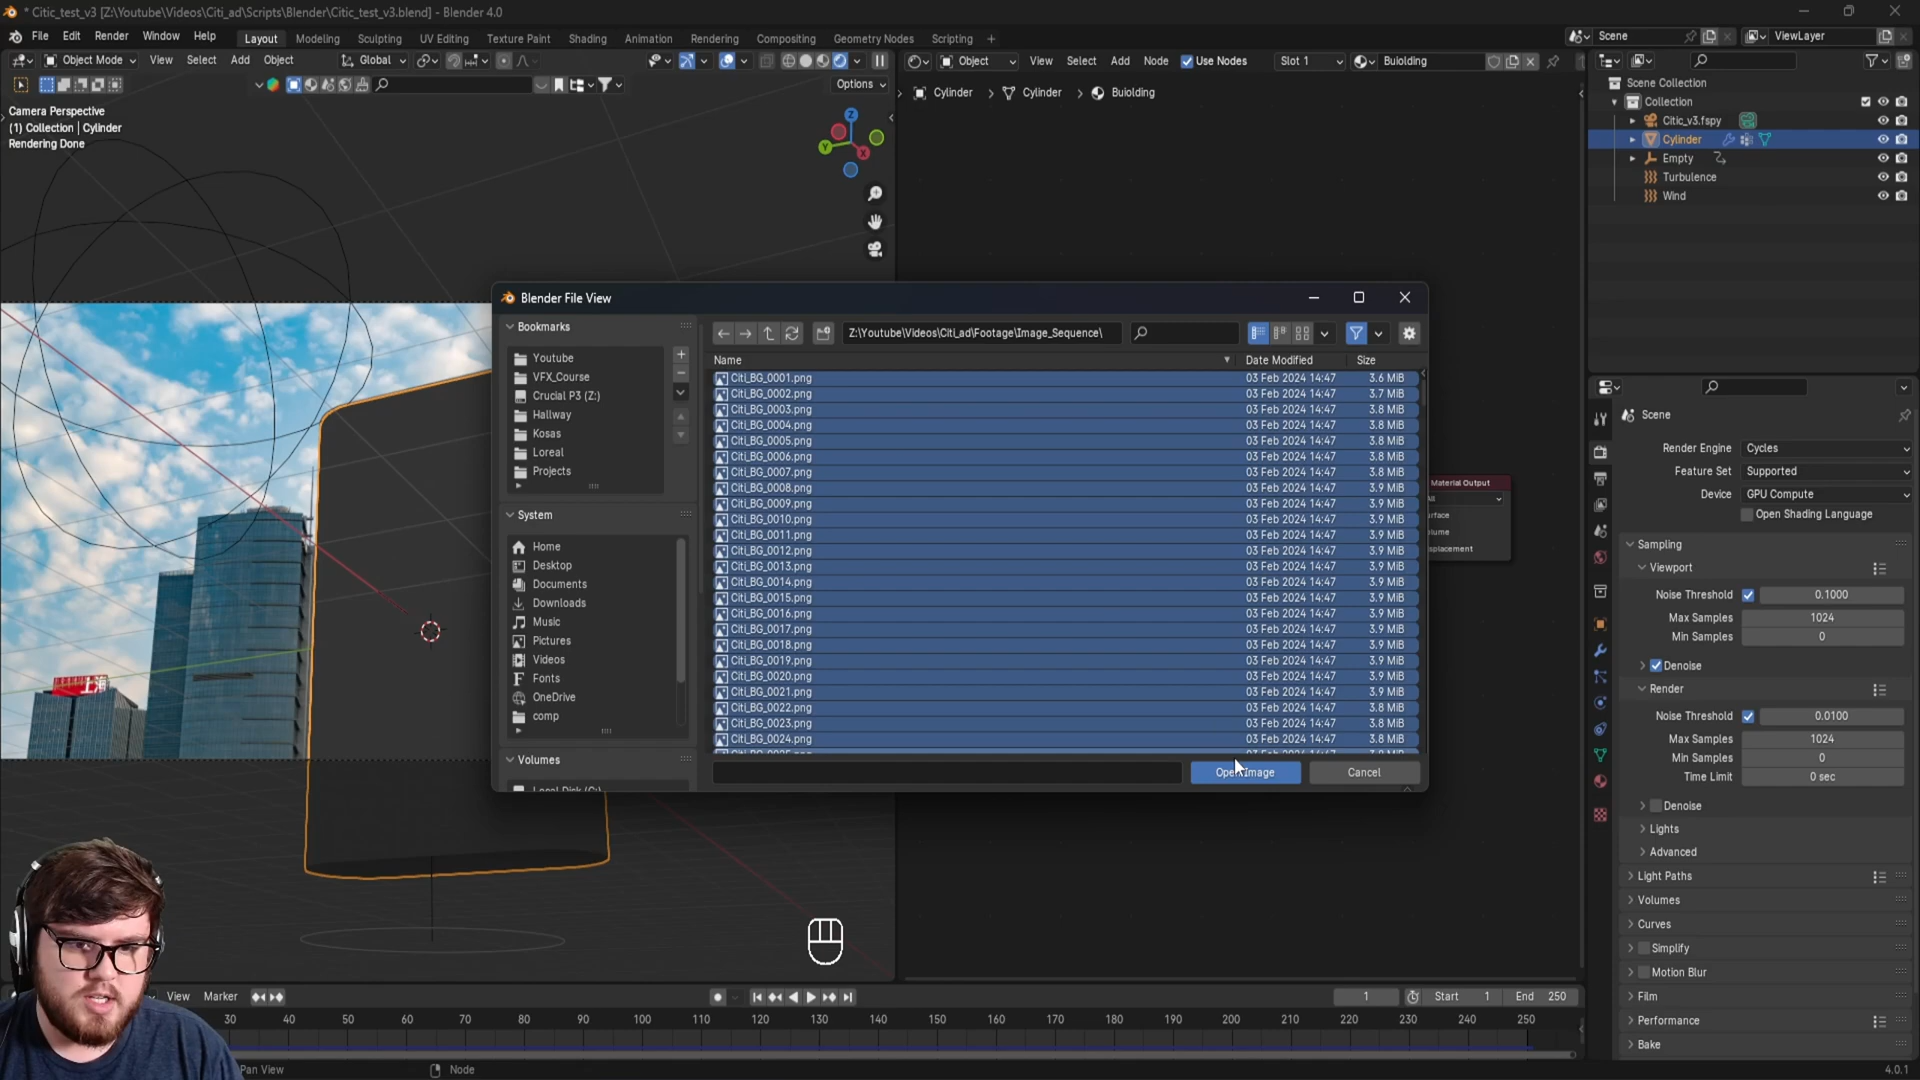 * Citic_test_v3 [Z:\Youtube\Videos\Citi_ad\Scripts\Blender\Citic_test_v3.blend] - Blender 4.0
File Edit Render Window Help Layout Modeling Sculpting UV Editing Texture Paint Shading Animation Rendering Compositing Geometry Nodes Scripting + Scene ViewLayer
Object Mode View Select Add Object Global Object View Select Add Node Use Nodes Slot 1 Buiolding
Options
Cylinder > Cylinder > Buiolding
Camera Perspective
(1) Collection | Cylinder
Rendering Done
Z
Y
X
Scene Collection
Collection
Citic_v3.fspy
Cylinder
Empty
Turbulence
Wind
Blender File View
Bookmarks
Youtube
VFX_Course
Crucial P3 (Z:)
Hallway
Kosas
Loreal
Projects
System
Home
Desktop
Documents
Downloads
Music
Pictures
Videos
Fonts
OneDrive
comp
Volumes
Z:\Youtube\Videos\Citi_ad\Footage\Image_Sequence\
Name Date Modified Size
Citi_BG_0001.png 03 Feb 2024 14:47 3.6 MiB
Citi_BG_0002.png 03 Feb 2024 14:47 3.7 MiB
Citi_BG_0003.png 03 Feb 2024 14:47 3.8 MiB
Citi_BG_0004.png 03 Feb 2024 14:47 3.8 MiB
Citi_BG_0005.png 03 Feb 2024 14:47 3.8 MiB
Citi_BG_0006.png 03 Feb 2024 14:47 3.8 MiB
Citi_BG_0007.png 03 Feb 2024 14:47 3.8 MiB
Citi_BG_0008.png 03 Feb 2024 14:47 3.9 MiB
Citi_BG_0009.png 03 Feb 2024 14:47 3.9 MiB
Citi_BG_0010.png 03 Feb 2024 14:47 3.9 MiB
Citi_BG_0011.png 03 Feb 2024 14:47 3.9 MiB
Citi_BG_0012.png 03 Feb 2024 14:47 3.9 MiB
Citi_BG_0013.png 03 Feb 2024 14:47 3.9 MiB
Citi_BG_0014.png 03 Feb 2024 14:47 3.9 MiB
Citi_BG_0015.png 03 Feb 2024 14:47 3.9 MiB
Citi_BG_0016.png 03 Feb 2024 14:47 3.9 MiB
Citi_BG_0017.png 03 Feb 2024 14:47 3.9 MiB
Citi_BG_0018.png 03 Feb 2024 14:47 3.9 MiB
Citi_BG_0019.png 03 Feb 2024 14:47 3.9 MiB
Citi_BG_0020.png 03 Feb 2024 14:47 3.9 MiB
Citi_BG_0021.png 03 Feb 2024 14:47 3.9 MiB
Citi_BG_0022.png 03 Feb 2024 14:47 3.8 MiB
Citi_BG_0023.png 03 Feb 2024 14:47 3.8 MiB
Citi_BG_0024.png 03 Feb 2024 14:47 3.8 MiB
Open Image Cancel
Material Output
Scene
Render Engine Cycles
Feature Set Supported
Device GPU Compute
Open Shading Language
Sampling
Viewport
Noise Threshold 0.1000
Max Samples 1024
Min Samples 0
Denoise
Render
Noise Threshold 0.0100
Max Samples 1024
Min Samples 0
Time Limit 0 sec
Denoise
Lights
Advanced
Light Paths
Volumes
Curves
Simplify
Motion Blur
Film
Performance
Bake
View Marker 1 Start 1 End 250
30 40 50 60 70 80 90 100 110 120 130 140 150 160 170 180 190 200 210 220 230 240 250
Pan View Node 4.0.1